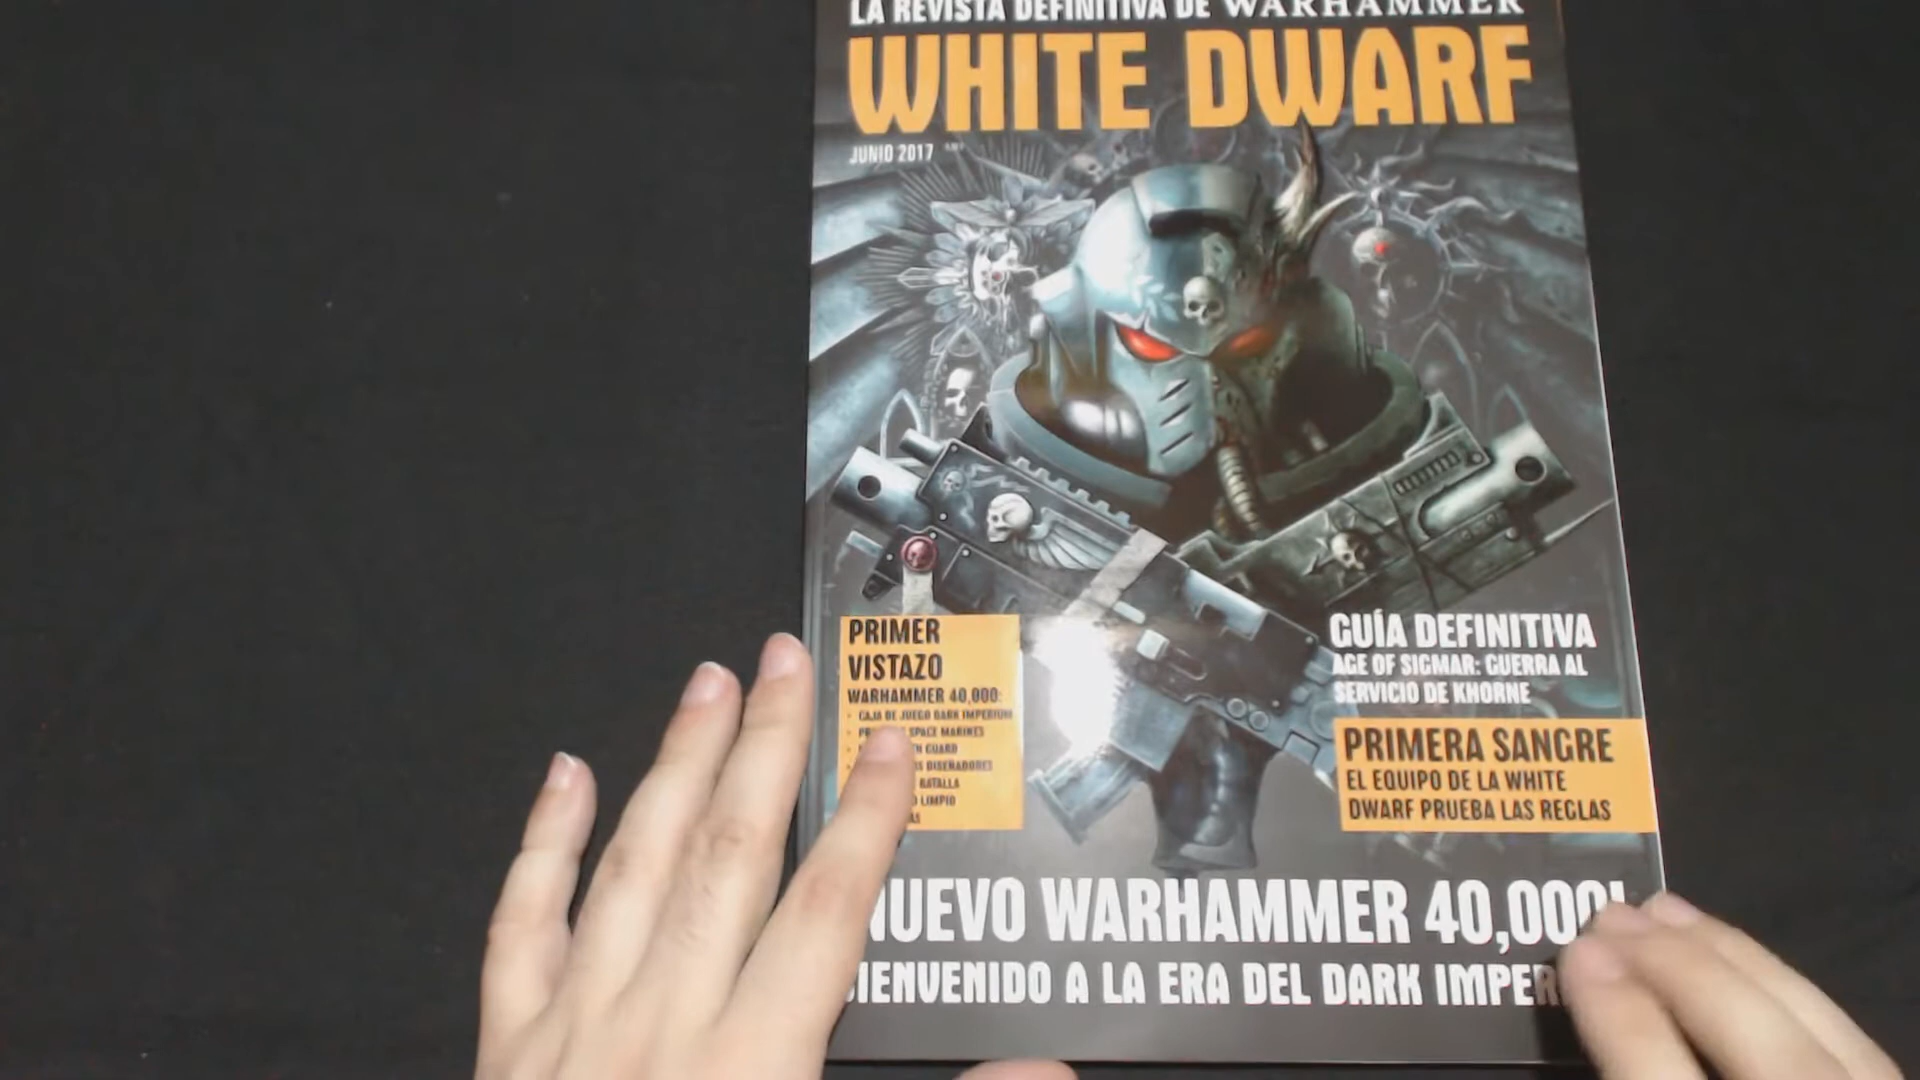 LA REVISTA DEFINITIVA DE WARHAMMER
WHITE DWARF
JUNIO 2017
PRIMER
VISTAZO
WARHAMMER 40,000:
CAJA DE JUEGO DARK IMPERIUM
SPACE MARINES
GUARD
DISEÑADORES
BATALLA
LIMPIO
GUÍA DEFINITIVA
AGE OF SIGMAR: GUERRA AL
SERVICIO DE KHORNE
PRIMERA SANGRE
EL EQUIPO DE LA WHITE
DWARF PRUEBA LAS REGLAS
NUEVO WARHAMMER 40,000!
BIENVENIDO A LA ERA DEL DARK